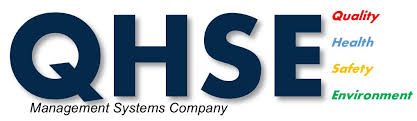 QHSE
Management Systems Company
Quality
Health
Safety
Environment